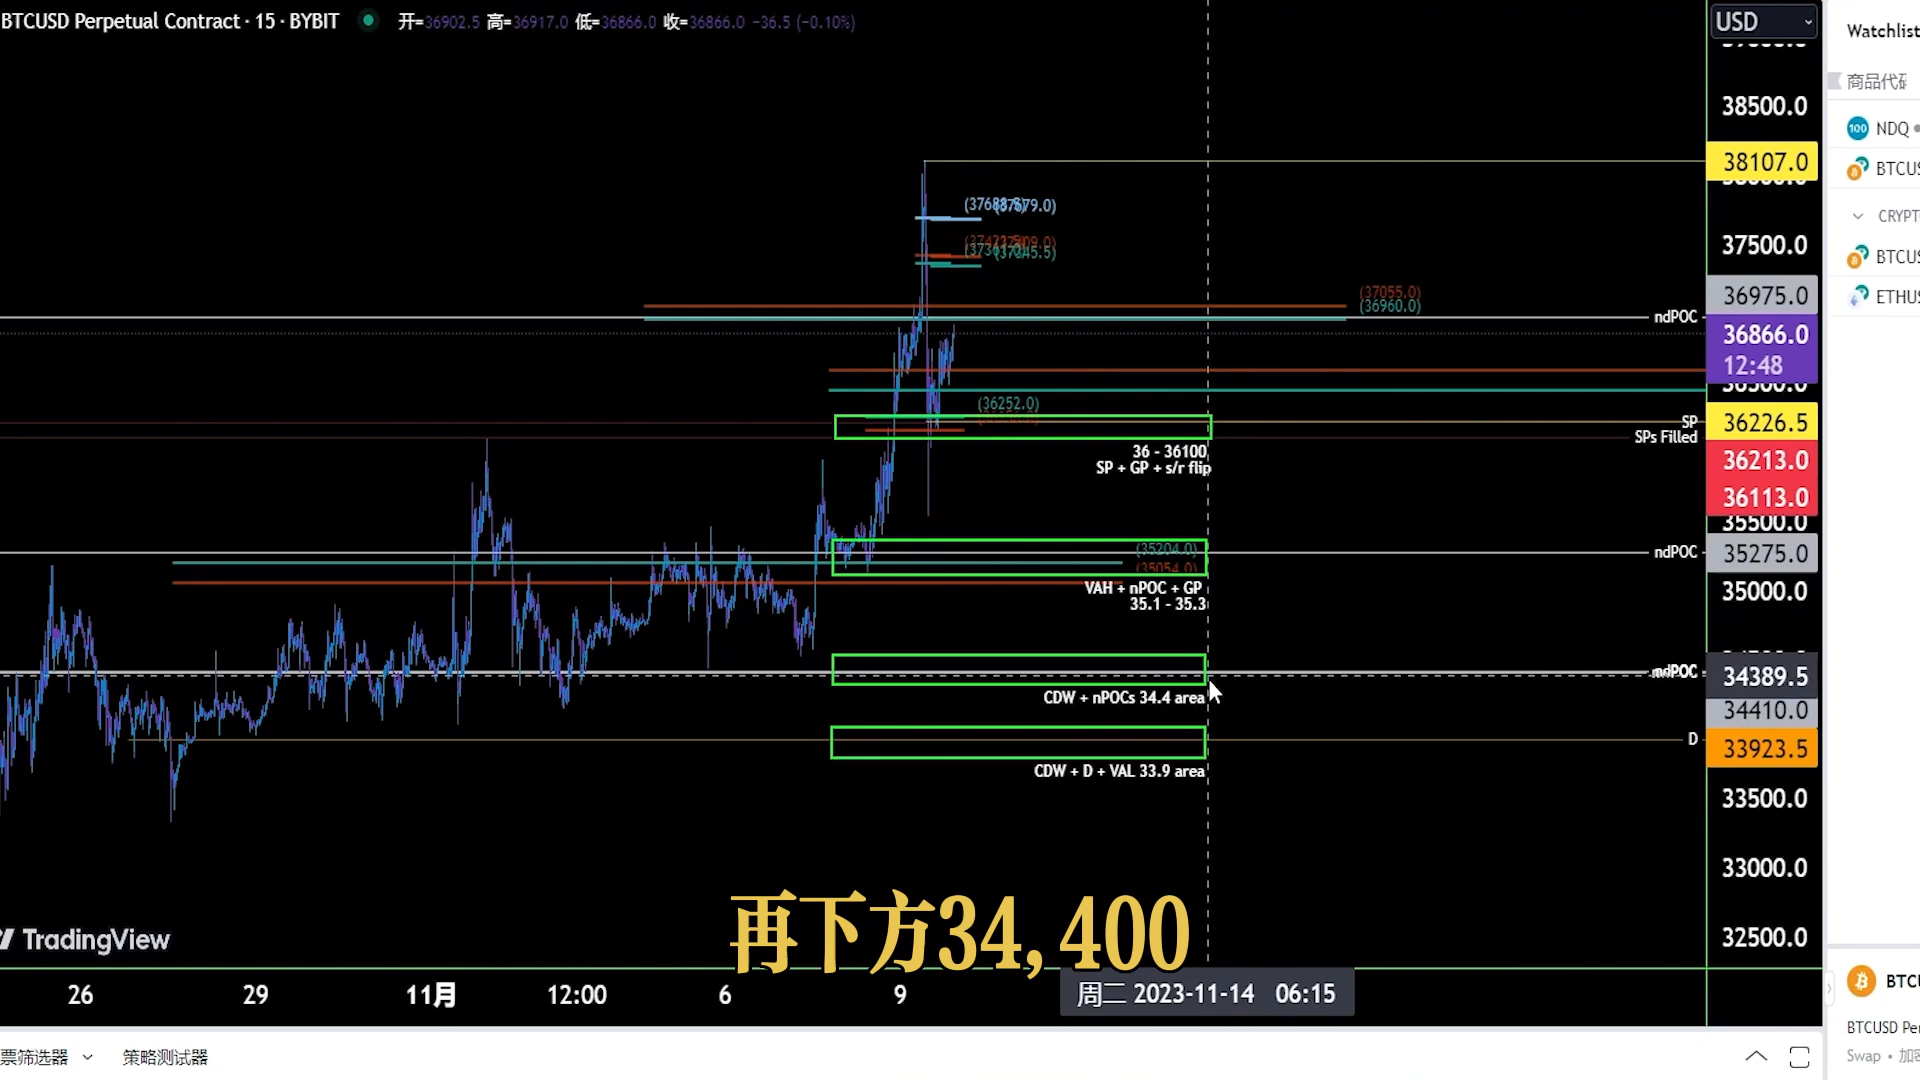 BTCUSD Perpetual Contract · 15 · BYBIT 开=36902.5 高=36917.0 低=36866.0 收=36866.0 −36.5 (−0.10%)
USD
Watchlist
商品代码
38500.0
NDQ
38107.0
BTCUS
CRYPT
37500.0
BTCUS
(37055.0)
(36960.0)
36975.0
ETHUS
ndPOC
36866.0
12:48
(36252.0)
SP
36226.5
SPs Filled
36 - 36100
SP + GP + s/r flip
36213.0
36113.0
35500.0
(35204.0)
ndPOC
35275.0
(35054.0)
VAH + nPOC + GP
35.1 - 35.3
35000.0
ndPOC
34389.5
CDW + nPOCs 34.4 area
34410.0
D
33923.5
CDW + D + VAL 33.9 area
33500.0
33000.0
再下方34,400
TradingView
32500.0
26 29 11月 12:00 6 9 周二 2023-11-14 06:15
BTCU
BTCUSD Per
票筛选器 策略测试器
Swap • 加密